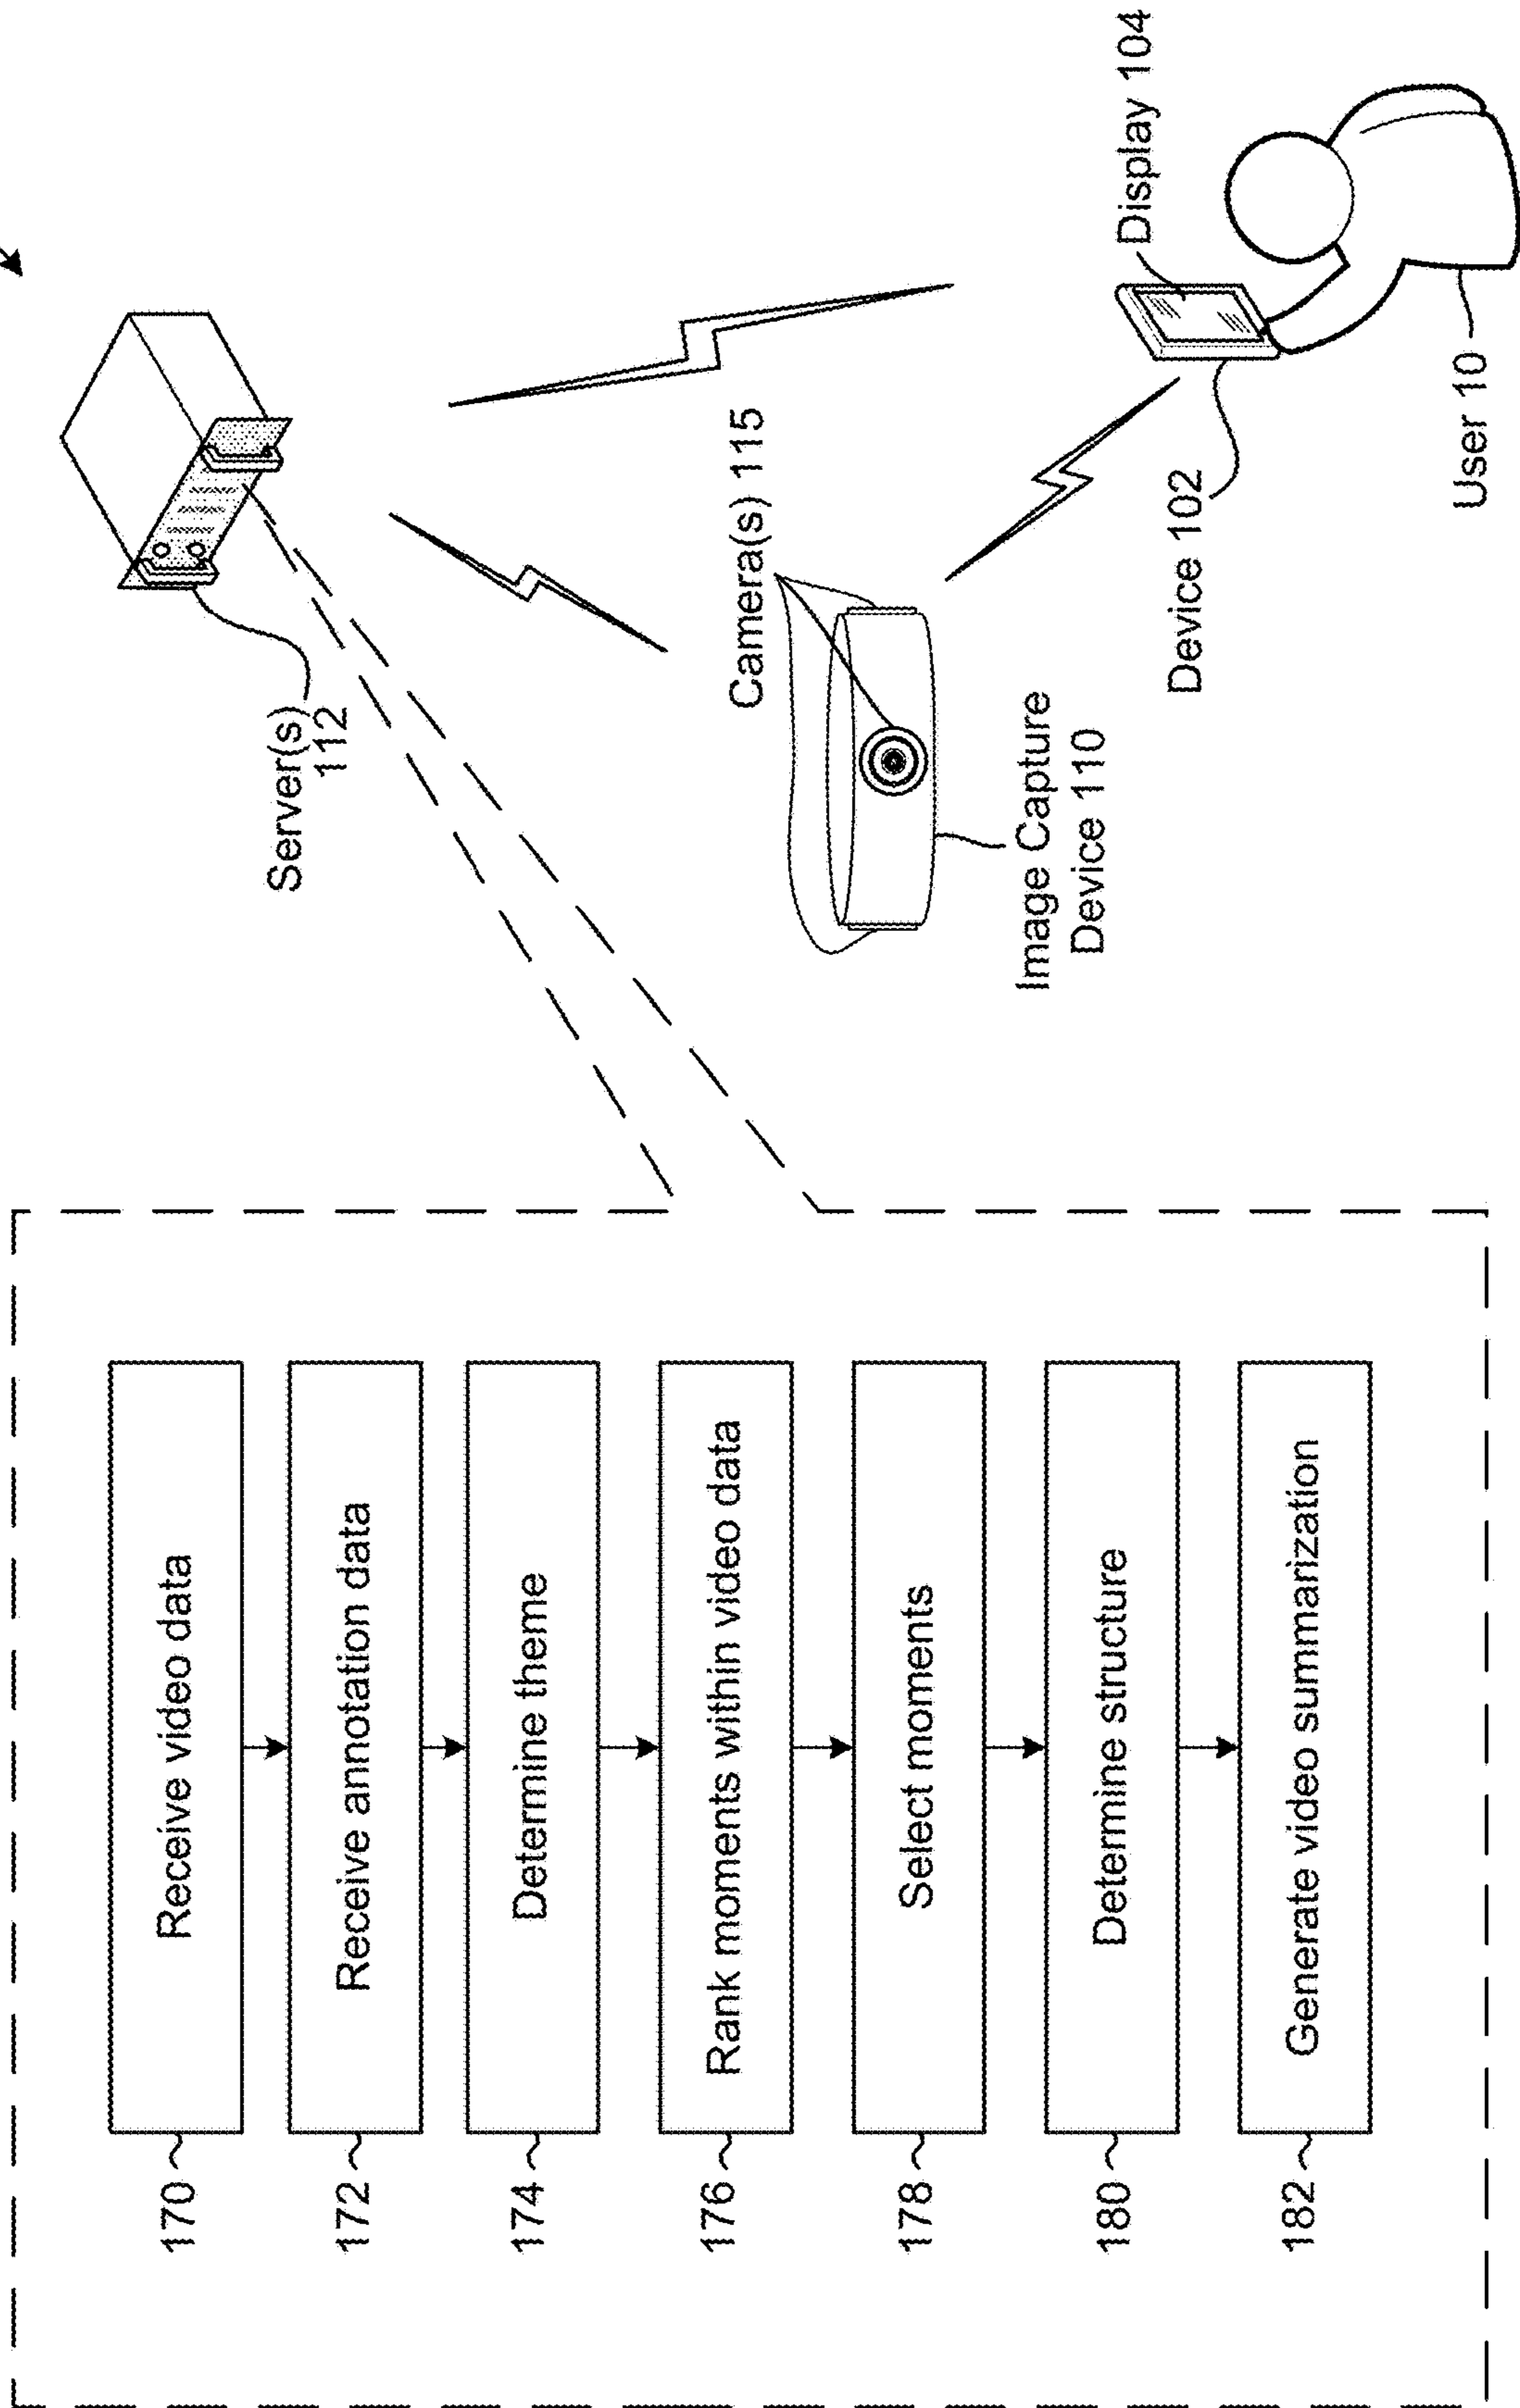 Server(s)
112
Camera(s) 115
Image Capture
Device 110
Display 104
Device 102
User 10
170
Receive video data
172
Receive annotation data
174
Determine theme
176
Rank moments within video data
178
Select moments
180
Determine structure
182
Generate video summarization